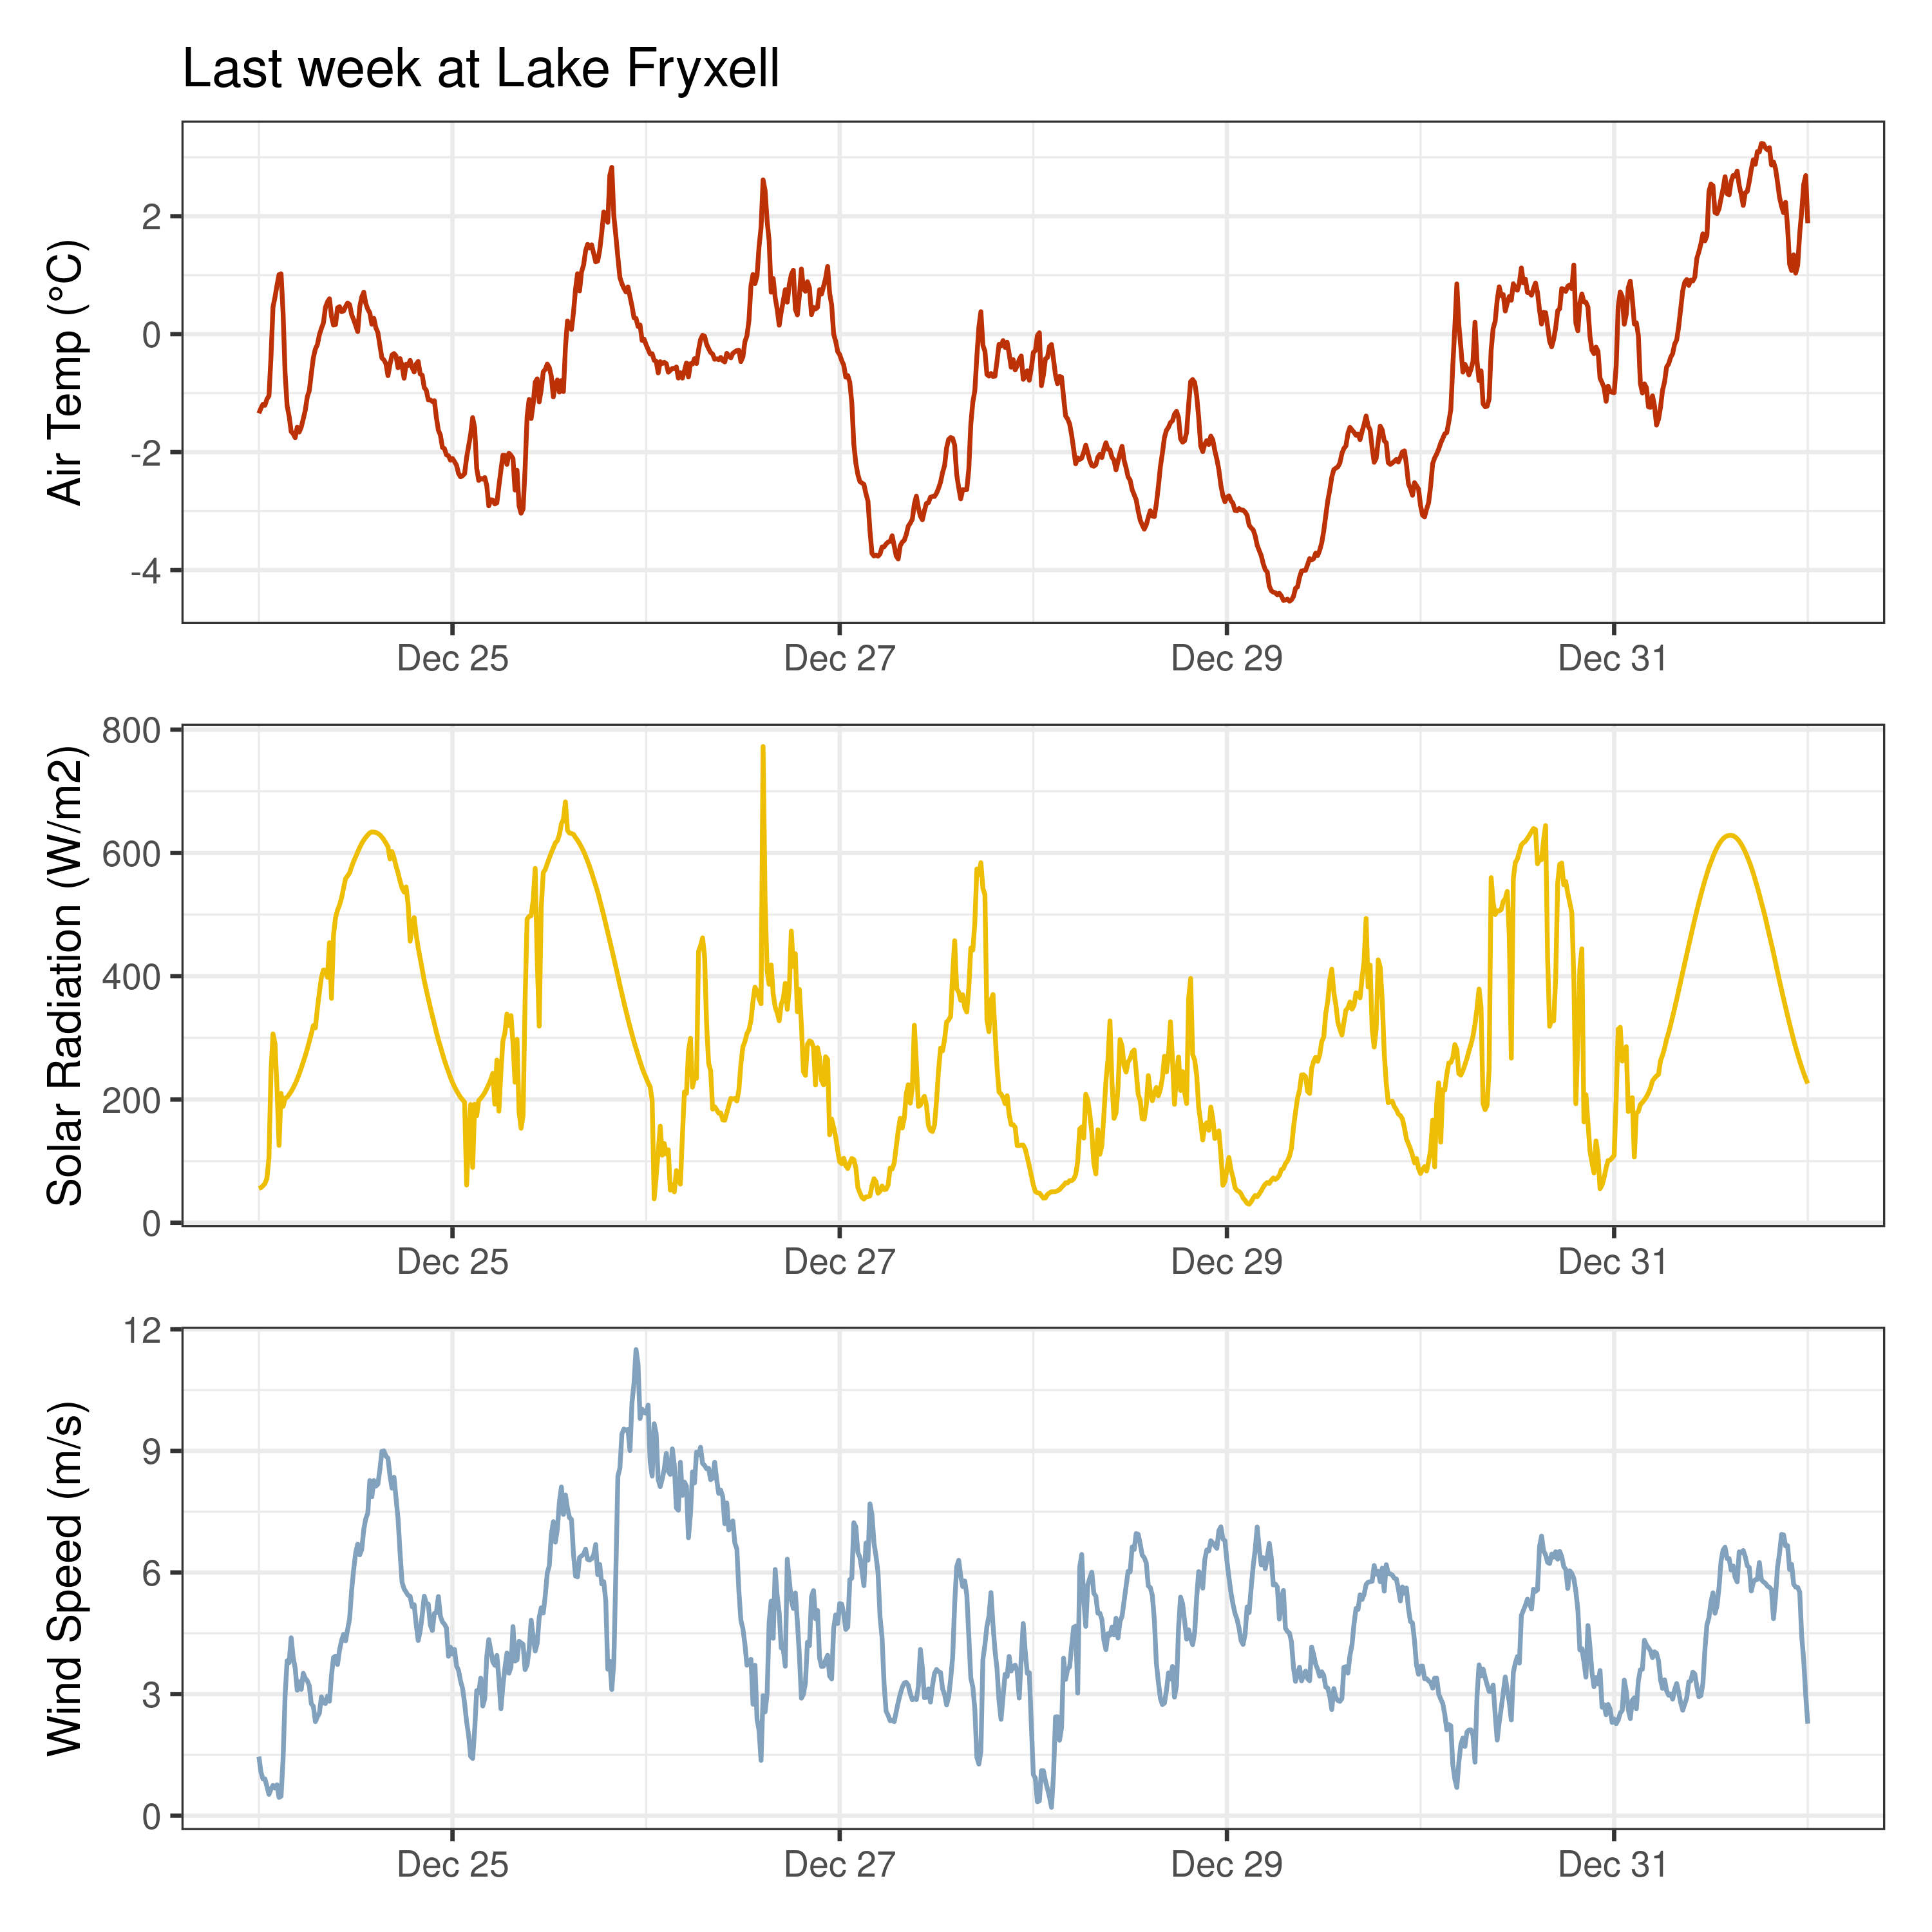 Last week at Lake Fryxell
Air Temp (°C)
2
0
-2
-4
Dec 25 Dec 27 Dec 29 Dec 31
Solar Radiation (W/m2)
800
600
400
200
0
Dec 25 Dec 27 Dec 29 Dec 31
Wind Speed (m/s)
12
9
6
3
0
Dec 25 Dec 27 Dec 29 Dec 31